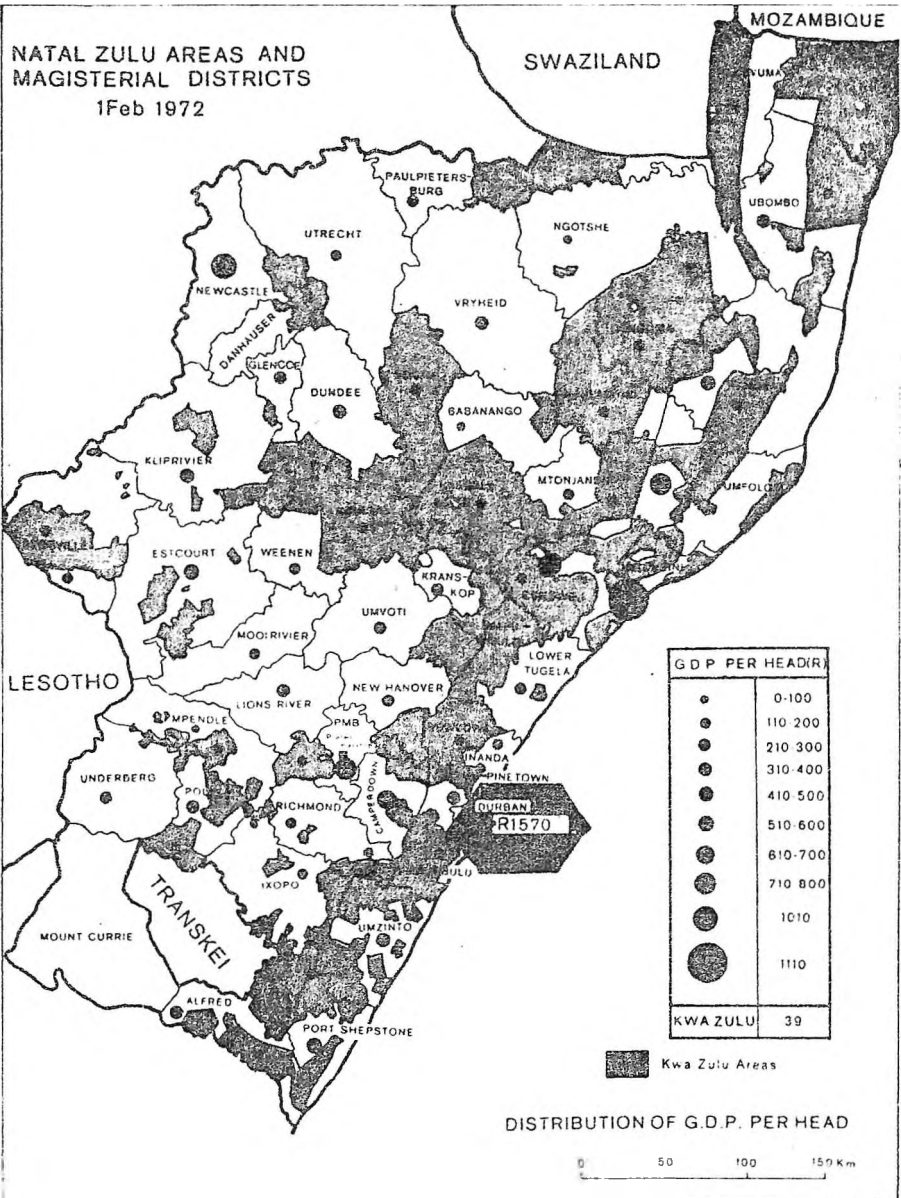 NATAL ZULU AREAS AND
MAGISTERIAL DISTRICTS
1Feb 1972
MOZAMBIQUE
SWAZILAND
PAULPIETERS-
BURG
UBOMBO
UTRECHT
NGOTSHE
NEWCASTLE
VRYHEID
DANHAUSER
GLENCOE
DUNDEE
BABANANGO
KLIPRIVIER
MTONJANE
ESTCOURT
WEENEN
KRANS-
KOP
UMVOTI
MOOIRIVIER
LOWER
TUGELA
LESOTHO
LIONS RIVER
NEW HANOVER
MPENDLE
PMB
INANDA
UNDERBERG
PINETOWN
RICHMOND
CAMPERDOWN
DURBAN
R1570
IXOPO
TRANSKEI
UMZINTO
MOUNT CURRIE
ALFRED
PORT SHEPSTONE
G D P PER HEAD(R)
0-100
110-200
210-300
310-400
410-500
510-600
610-700
710-800
1010
1110
KWA ZULU 39
Kwa Zulu Areas
DISTRIBUTION OF G.D.P. PER HEAD
0 50 100 150 Km